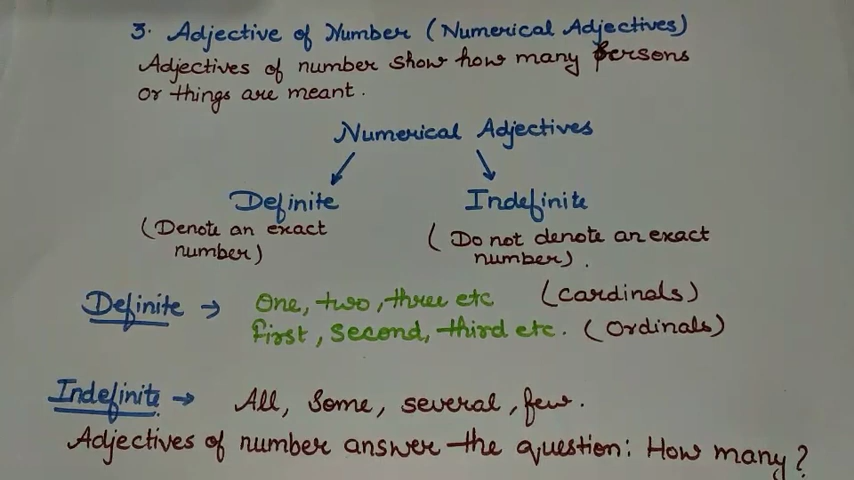 3. Adjective of Number (Numerical Adjectives)
Adjectives of number show how many persons
or things are meant.
Numerical Adjectives
Definite Indefinite
(Denote an exact number) (Do not denote an exact number).
Definite → One, two, three etc (cardinals)
First, second, third etc. (Ordinals)
Indefinite → All, some, several, few.
Adjectives of number answer the question: How many?